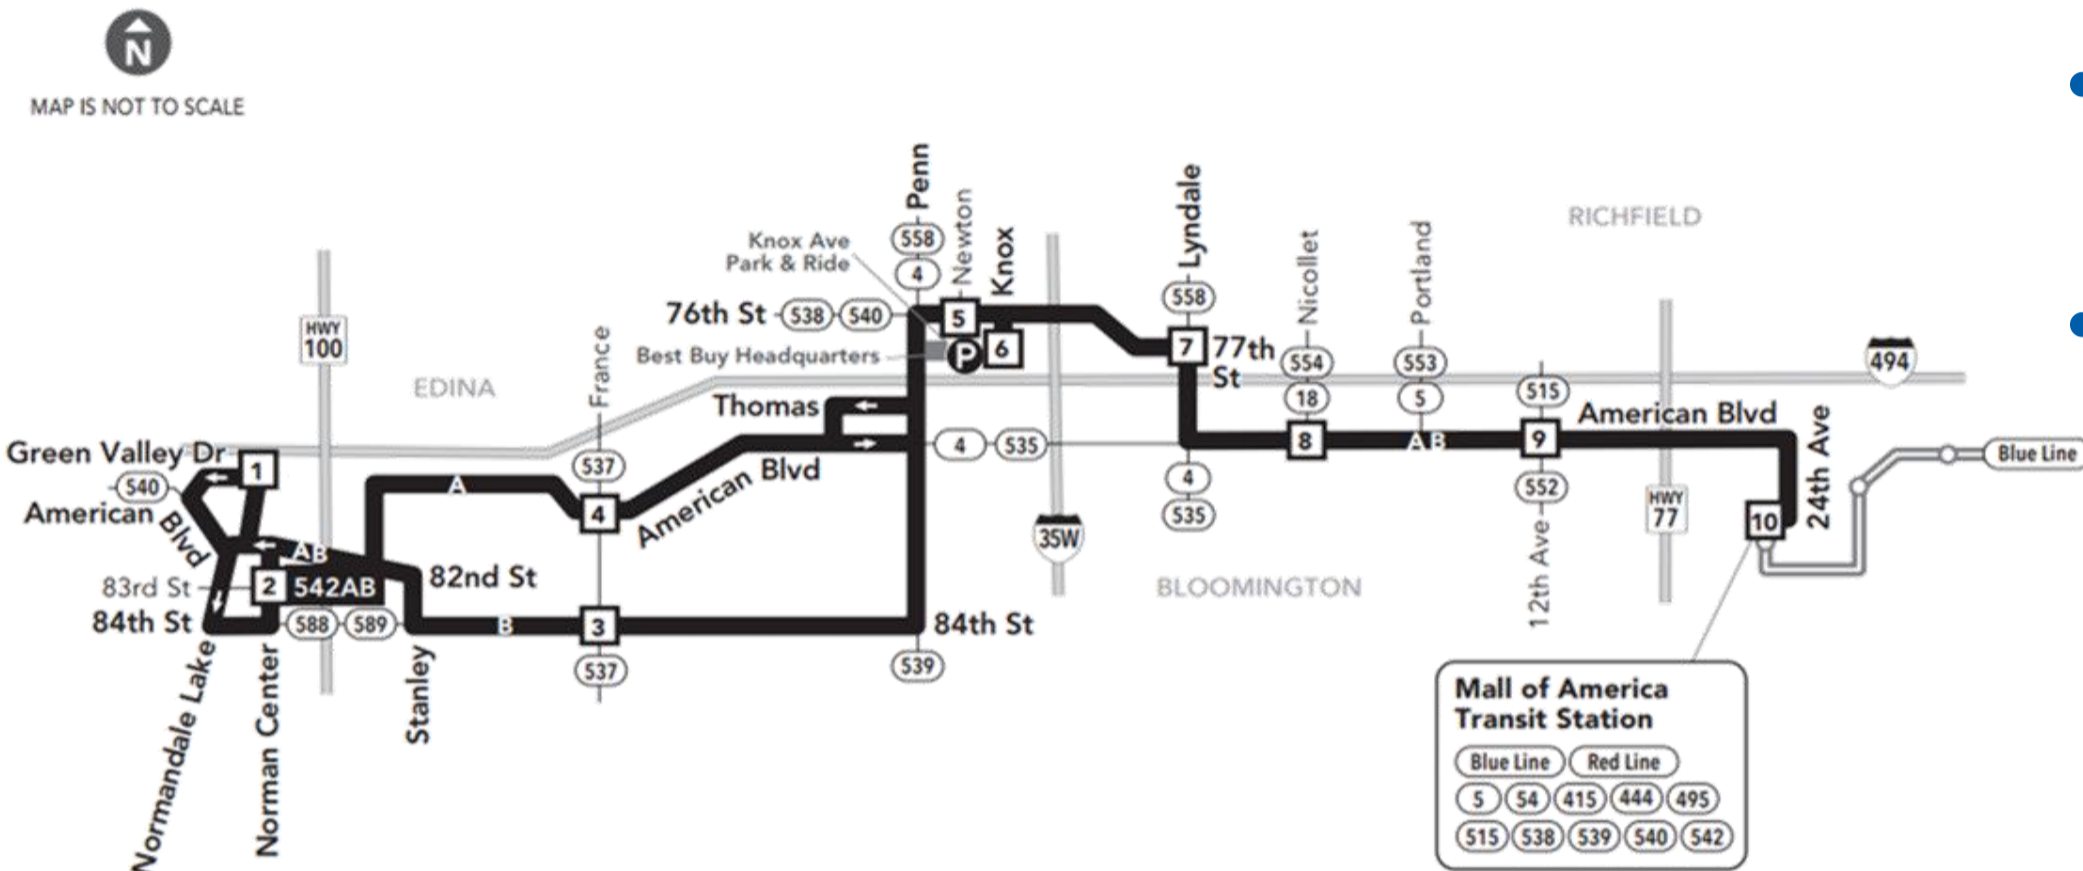 N
MAP IS NOT TO SCALE
Penn
558
4
Newton
Knox
Knox Ave
Park & Ride
76th St
538
540
5
Best Buy Headquarters
P
6
Lyndale
558
7
77th
St
Nicollet
554
18
Portland
553
5
RICHFIELD
494
515
American Blvd
HWY
100
EDINA
France
537
Thomas
4
535
8
AB
9
24th Ave
Blue Line
Green Valley Dr
1
540
American
Blvd
A
4
American
Blvd
35W
4
535
552
12th Ave
HWY
77
10
AB
83rd St
2
542AB
82nd St
BLOOMINGTON
84th St
588
589
B
3
84th St
537
539
Normandale Lake
Norman Center
Stanley
Mall of America
Transit Station
Blue Line
Red Line
5
54
415
444
495
515
538
539
540
542